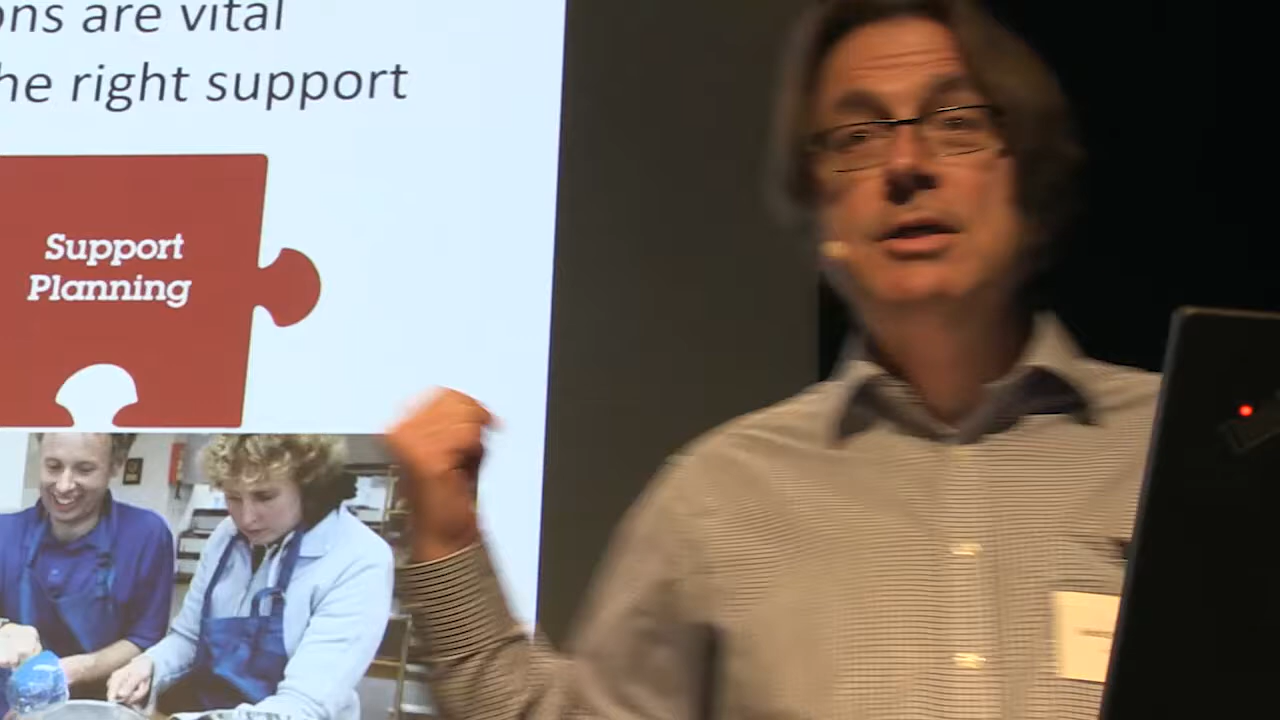 ons are vital
he right support
Support
Planning